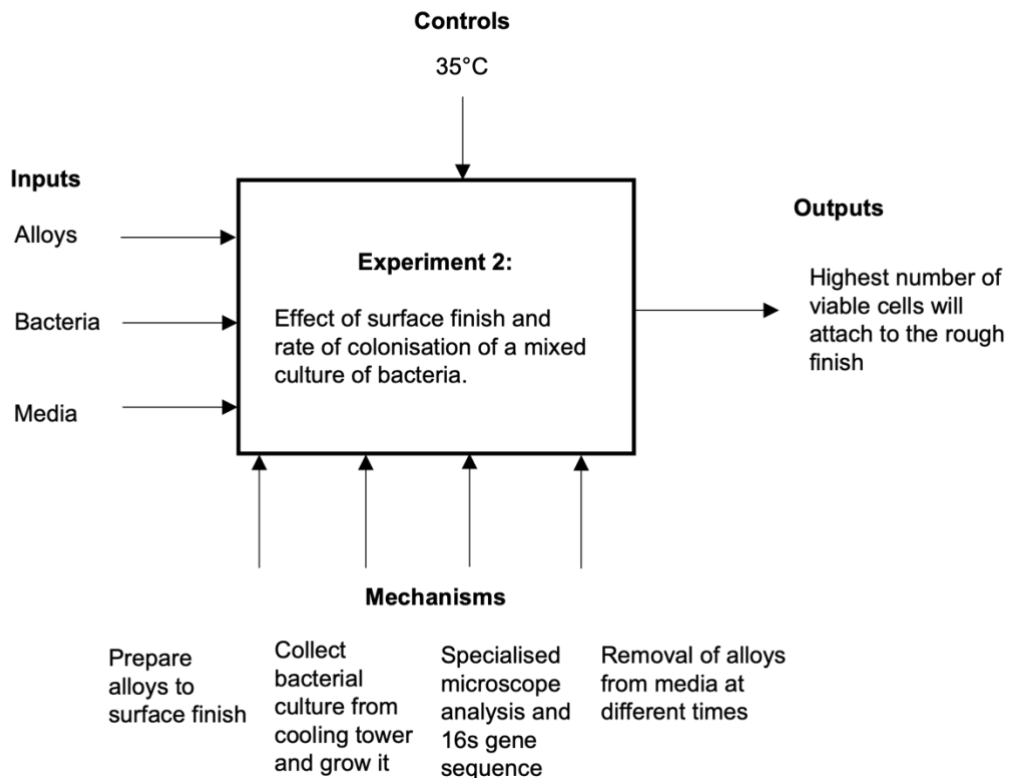 Controls
35°C
Inputs
Alloys
Bacteria
Media
Experiment 2:
Effect of surface finish and
rate of colonisation of a mixed
culture of bacteria.
Outputs
Highest number of
viable cells will
attach to the rough
finish
Mechanisms
Prepare
alloys to
surface finish
Collect
bacterial
culture from
cooling tower
and grow it
Specialised
microscope
analysis and
16s gene
sequence
Removal of alloys
from media at
different times